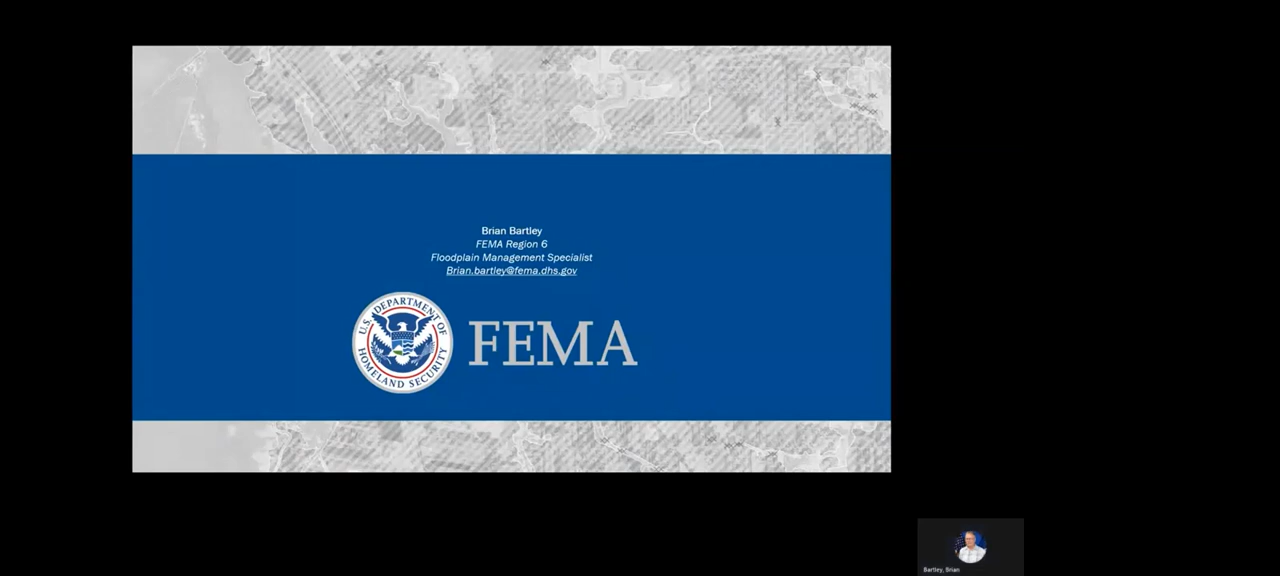 Brian Bartley
FEMA Region 6
Floodplain Management Specialist
Brian.bartley@fema.dhs.gov
U.S. DEPARTMENT OF
HOMELAND SECURITY
FEMA
Bartley, Brian